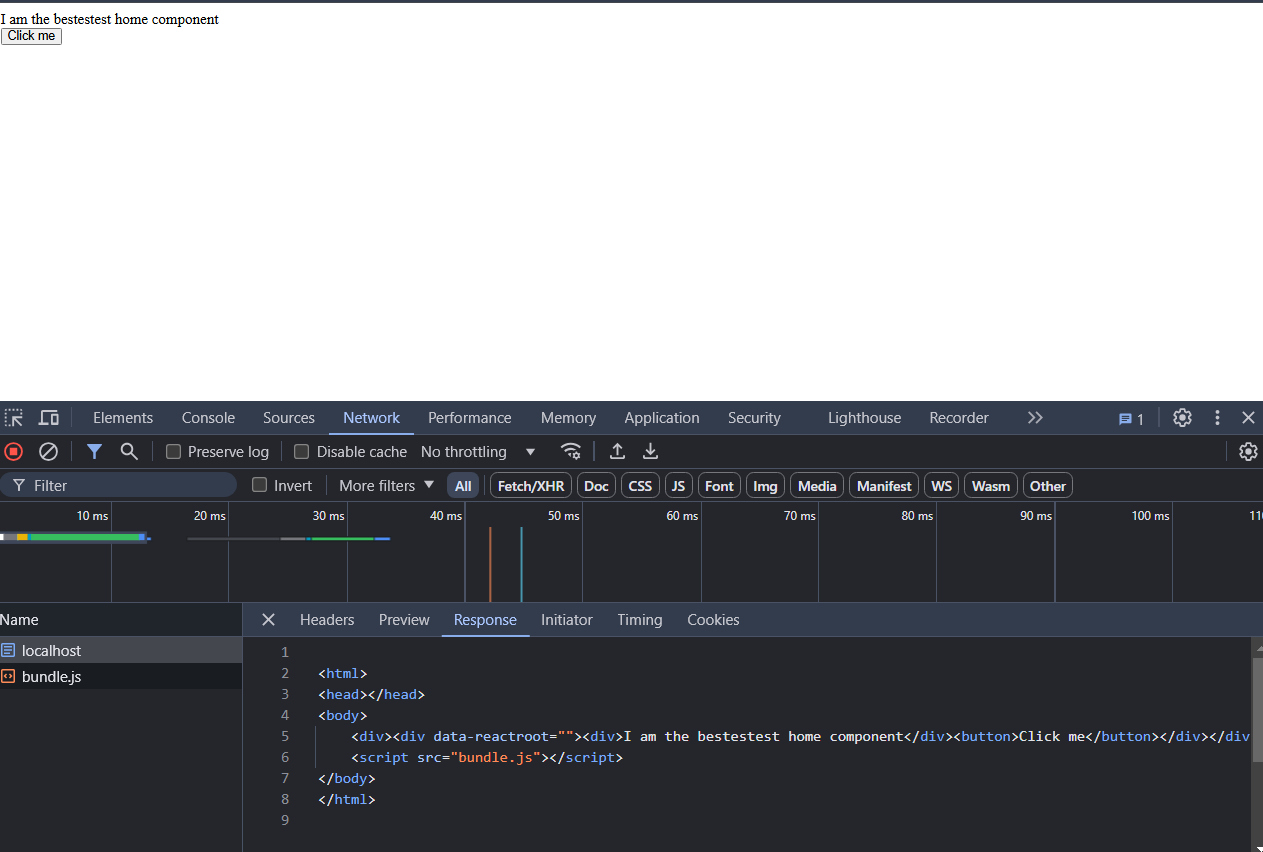 I am the bestestest home component
Click me
Elements Console Sources Network Performance Memory Application Security Lighthouse Recorder 1
Preserve log Disable cache No throttling
Filter Invert More filters All Fetch/XHR Doc CSS JS Font Img Media Manifest WS Wasm Other
10 ms 20 ms 30 ms 40 ms 50 ms 60 ms 70 ms 80 ms 90 ms 100 ms 11
Name Headers Preview Response Initiator Timing Cookies
localhost
bundle.js
1
2 <html>
3 <head></head>
4 <body>
5 <div><div data-reactroot=""><div>I am the bestestest home component</div><button>Click me</button></div></div
6 <script src="bundle.js"></script>
7 </body>
8 </html>
9